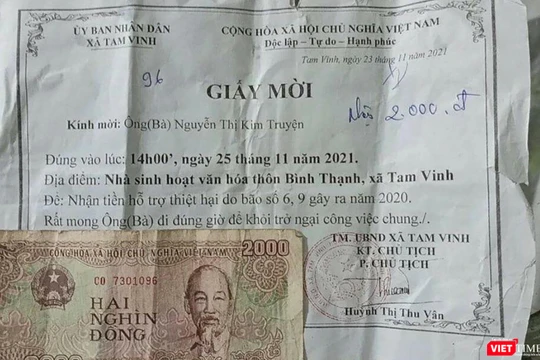 ỦY BAN NHÂN DÂN
XÃ TAM VINH
CỘNG HÒA XÃ HỘI CHỦ NGHĨA VIỆT NAM
Độc lập - Tự do - Hạnh phúc
Tam Vinh, ngày 23 tháng 11 năm 2021
96
GIẤY MỜI
nhận 2.000.đ
Kính mời: Ông(Bà) Nguyễn Thị Kim Truyện
Đúng vào lúc: 14h00’, ngày 25 tháng 11 năm 2021.
Địa điểm: Nhà sinh hoạt văn hóa thôn Bình Thạnh, xã Tam Vinh
Đề: Nhận tiền hỗ trợ thiệt hại do bão số 6, 9 gây ra năm 2020.
Rất mong Ông(Bà) đi đúng giờ để khỏi trở ngại công việc chung./.
TM. UBND XÃ TAM VINH
KT. CHỦ TỊCH
P. CHỦ TỊCH
Huỳnh Thị Thu Vân
CỘNG HÒA XÃ HỘI CHỦ NGHĨA VIỆT NAM
2000
CO 7301096
HAI
NGHÌN
ĐỒNG
VIETTIMES